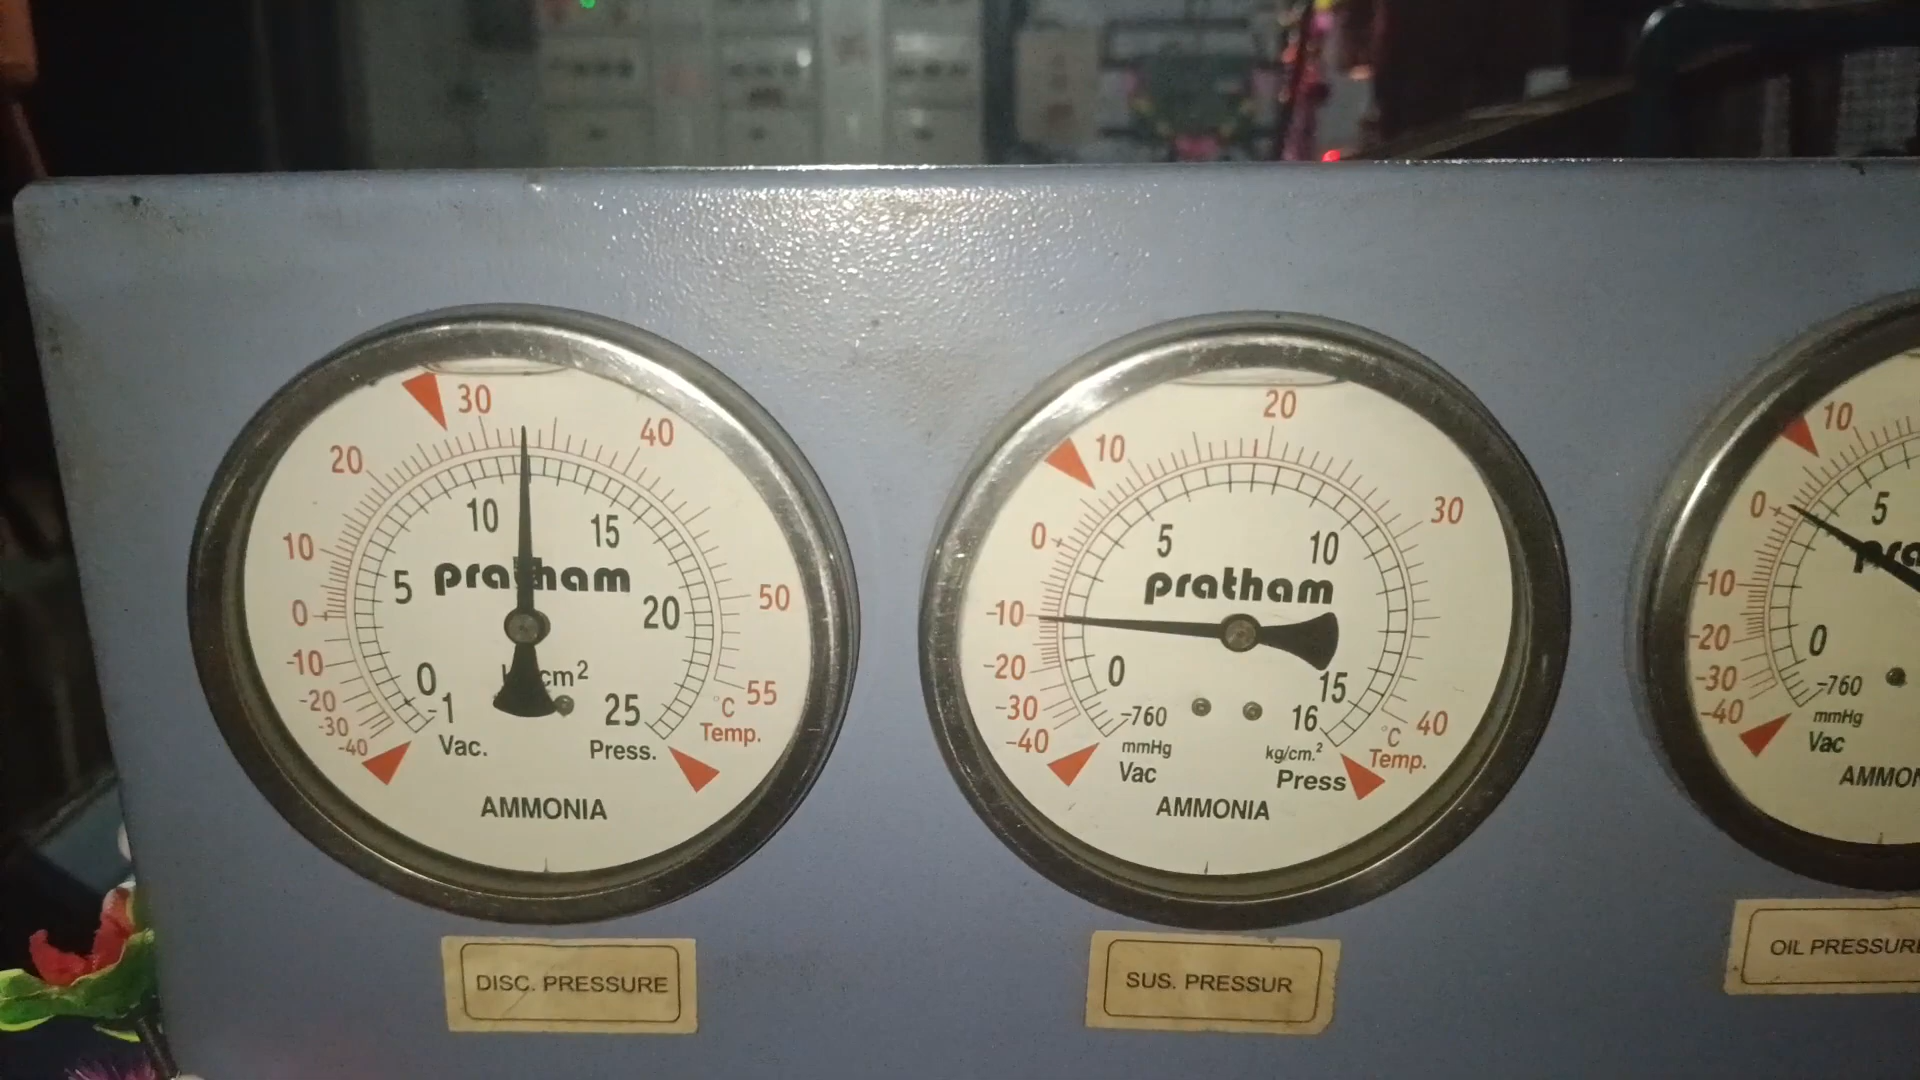 30
20
40
10
10
15
pratham
5
0
20
50
-10
kg/cm2
0
55
-20
-1
25
°C
-30
Vac.
Press.
Temp.
-40
AMMONIA
DISC. PRESSURE
20
10
30
0
5
10
pratham
-10
0
-20
15
-30
-760
16
40
-40
mmHg
kg/cm.2
°C
Vac
Press
Temp.
AMMONIA
SUS. PRESSUR
10
0
5
-10
0
-20
-30
-760
-40
mmHg
Vac
OIL PRESSURE